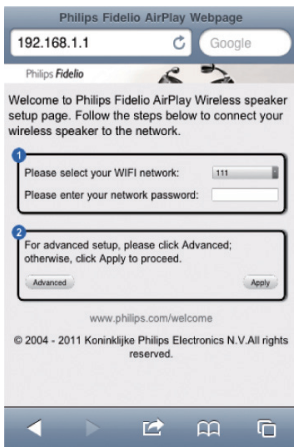 Philips Fidelio AirPlay Webpage
192.168.1.1
Google
Philips Fidelio
Welcome to Philips Fidelio AirPlay Wireless speaker
setup page. Follow the steps below to connect your
wireless speaker to the network.
1
Please select your WIFI network:
111
Please enter your network password:
2
For advanced setup, please click Advanced;
otherwise, click Apply to proceed.
Advanced
Apply
www.philips.com/welcome
© 2004 - 2011 Koninklijke Philips Electronics N.V.All rights
reserved.